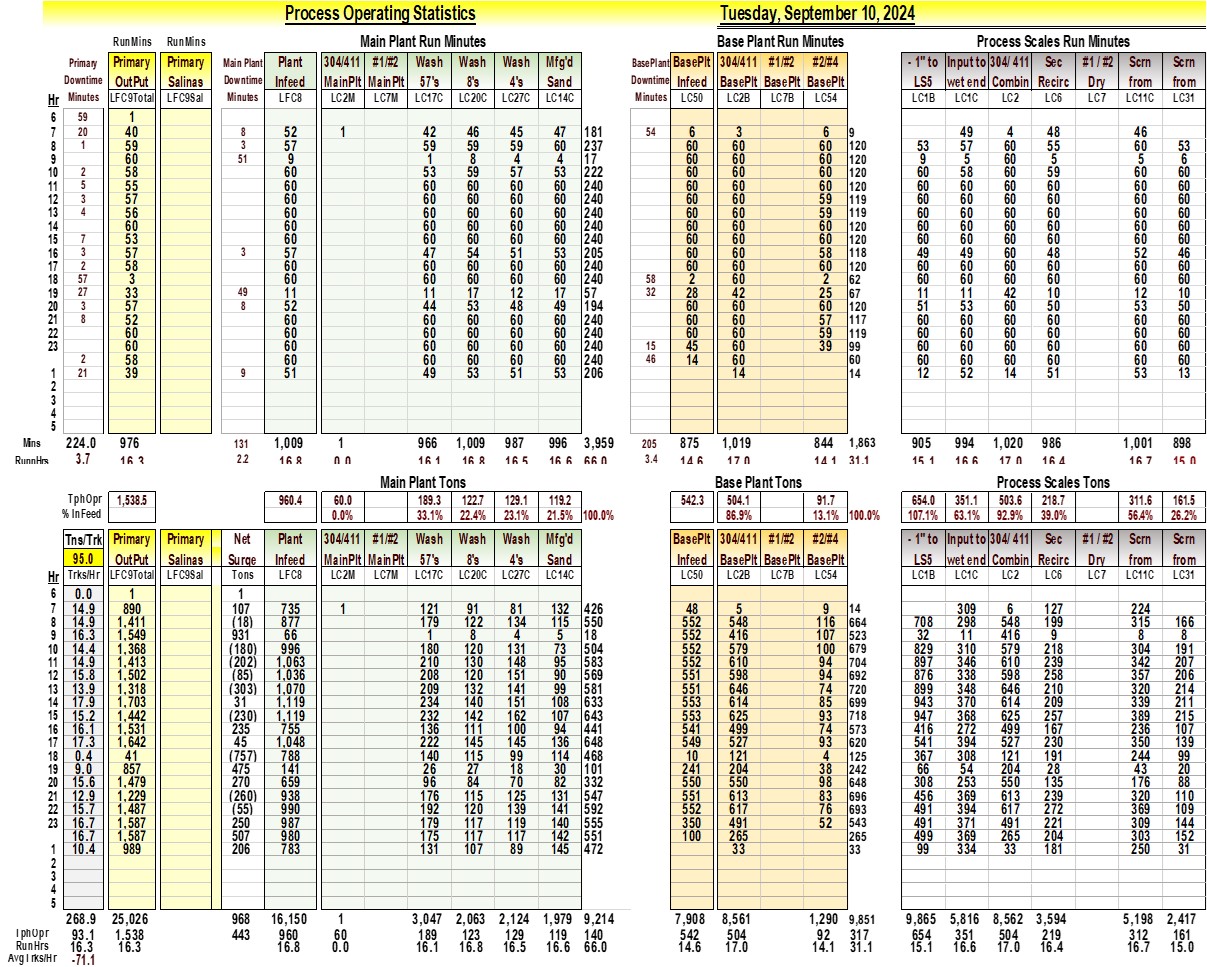 Process Operating Statistics Tuesday, September 10, 2024
RunMins RunMins Main Plant Run Minutes Base Plant Run Minutes Process Scales Run Minutes
Primary Primary Primary Main Plant Plant 304/411 #1/#2 Wash Wash Wash Mfg'd BasePlant BasePlt 304/411 #1/#2 #2/#4 - 1" to Input to 304/ 411 Sec #1 / #2 Scrn Scrn
Downtime OutPut Salinas Downtime Infeed MainPlt MainPlt 57's 8's 4's Sand Downtime Infeed BasePlt BasePlt BasePlt LS5 wet end Combin Recirc Dry from from
Hr Minutes LFC9Total LFC9Sal Minutes LFC8 LC2M LC7M LC17C LC20C LC27C LC14C Minutes LC50 LC2B LC7B LC54 LC1B LC1C LC2 LC6 LC7 LC11C LC31
6 59 1
7 20 40 8 52 1 42 46 45 47 181 54 6 3 6 9 49 4 48 46
8 1 59 3 57 59 59 59 60 237 60 60 60 120 53 57 60 55 60 53
9 60 51 9 1 8 4 4 17 60 60 60 120 9 5 60 5 5 6
10 2 58 60 53 59 57 53 222 60 60 60 120 60 58 60 59 60 60
11 5 55 60 60 60 60 60 240 60 60 60 120 60 60 60 60 60 60
12 3 57 60 60 60 60 60 240 60 60 59 119 60 60 60 60 60 60
13 4 56 60 60 60 60 60 240 60 60 59 119 60 60 60 60 60 60
14 60 60 60 60 60 60 240 60 60 60 120 60 60 60 60 60 60
15 7 53 60 60 60 60 60 240 60 60 60 120 60 60 60 60 60 60
16 3 57 3 57 47 54 51 53 205 60 60 58 118 49 49 60 48 52 46
17 2 58 60 60 60 60 60 240 60 60 60 120 60 60 60 60 60 60
18 57 3 60 60 60 60 60 240 58 2 60 2 62 60 60 60 60 60 60
19 27 33 49 11 11 17 12 17 57 32 28 42 25 67 11 11 42 10 12 10
20 3 57 8 52 44 53 48 49 194 60 60 60 120 51 53 60 50 53 50
21 8 52 60 60 60 60 60 240 60 60 57 117 60 60 60 60 60 60
22 60 60 60 60 60 60 240 60 60 59 119 60 60 60 60 60 60
23 60 60 60 60 60 60 240 15 45 60 39 99 60 60 60 60 60 60
2 58 60 60 60 60 60 240 46 14 60 60 60 60 60 60 60 60
1 21 39 9 51 49 53 51 53 206 14 14 12 52 14 51 53 13
2
3
4
5
Mins 224.0 976 131 1,009 1 966 1,009 987 996 3,959 205 875 1,019 844 1,863 905 994 1,020 986 1,001 898
RunnHrs 3.7 16.3 2.2 16.8 0.0 16.1 16.8 16.5 16.6 66.0 3.4 14.6 17.0 14.1 31.1 15.1 16.6 17.0 16.4 16.7 15.0
Main Plant Tons Base Plant Tons Process Scales Tons
TphOpr 1,538.5 960.4 60.0 189.3 122.7 129.1 119.2 542.3 504.1 91.7 654.0 351.1 503.6 218.7 311.6 161.5
% InFeed 0.0% 33.1% 22.4% 23.1% 21.5% 100.0% 86.9% 13.1% 100.0% 107.1% 63.1% 92.9% 39.0% 56.4% 26.2%
Tns/Trk Primary Primary Net Plant 304/411 #1/#2 Wash Wash Wash Mfg'd BasePlt 304/411 #1/#2 #2/#4 - 1" to Input to 304/ 411 Sec #1 / #2 Scrn Scrn
95.0 OutPut Salinas Surge Infeed MainPlt MainPlt 57's 8's 4's Sand Infeed BasePlt BasePlt BasePlt LS5 wet end Combin Recirc Dry from from
Hr Trks/Hr LFC9Total LFC9Sal Tons LFC8 LC2M LC7M LC17C LC20C LC27C LC14C LC50 LC2B LC7B LC54 LC1B LC1C LC2 LC6 LC7 LC11C LC31
6 0.0 1 1
7 14.9 890 107 735 1 121 91 81 132 426 48 5 9 14 309 6 127 224
8 14.9 1,411 (18) 877 179 122 134 115 550 552 548 116 664 708 298 548 199 315 166
9 16.3 1,549 931 66 1 8 4 5 18 552 416 107 523 32 11 416 9 8 8
10 14.4 1,368 (180) 996 180 120 131 73 504 552 579 100 679 829 310 579 218 304 191
11 14.9 1,413 (202) 1,063 210 130 148 95 583 552 610 94 704 897 346 610 239 342 207
12 15.8 1,502 (85) 1,036 208 120 151 90 569 551 598 94 692 876 338 598 258 357 206
13 13.9 1,318 (303) 1,070 209 132 141 99 581 551 646 74 720 899 348 646 210 320 214
14 17.9 1,703 31 1,119 234 140 151 108 633 553 614 85 699 943 370 614 209 339 211
15 15.2 1,442 (230) 1,119 232 142 162 107 643 553 625 93 718 947 368 625 257 389 215
16 16.1 1,531 235 755 136 111 100 94 441 541 499 74 573 416 272 499 167 236 107
17 17.3 1,642 45 1,048 222 145 145 136 648 549 527 93 620 541 394 527 230 350 139
18 0.4 41 (757) 788 140 115 99 114 468 10 121 4 125 367 308 121 191 244 99
19 9.0 857 475 141 26 27 18 30 101 241 204 38 242 66 54 204 28 43 20
20 15.6 1,479 270 659 96 84 70 82 332 550 550 98 648 308 253 550 135 176 88
21 12.9 1,229 (260) 938 176 115 125 131 547 551 613 83 696 456 369 613 239 320 110
22 15.7 1,487 (55) 990 192 120 139 141 592 552 617 76 693 491 394 617 272 369 109
23 16.7 1,587 250 987 179 117 119 140 555 350 491 52 543 491 371 491 221 309 144
16.7 1,587 507 980 175 117 117 142 551 100 265 265 499 369 265 204 303 152
1 10.4 989 206 783 131 107 89 145 472 33 33 99 334 33 181 250 31
2
3
4
5
268.9 25,026 968 16,150 1 3,047 2,063 2,124 1,979 9,214 7,908 8,561 1,290 9,851 9,865 5,816 8,562 3,594 5,198 2,417
TphOpr 93.1 1,538 443 960 60 189 123 129 119 140 542 504 92 317 654 351 504 219 312 161
RunHrs 16.3 16.3 16.8 0.0 16.1 16.8 16.5 16.6 66.0 14.6 17.0 14.1 31.1 15.1 16.6 17.0 16.4 16.7 15.0
AvgTrks/Hr -71.1